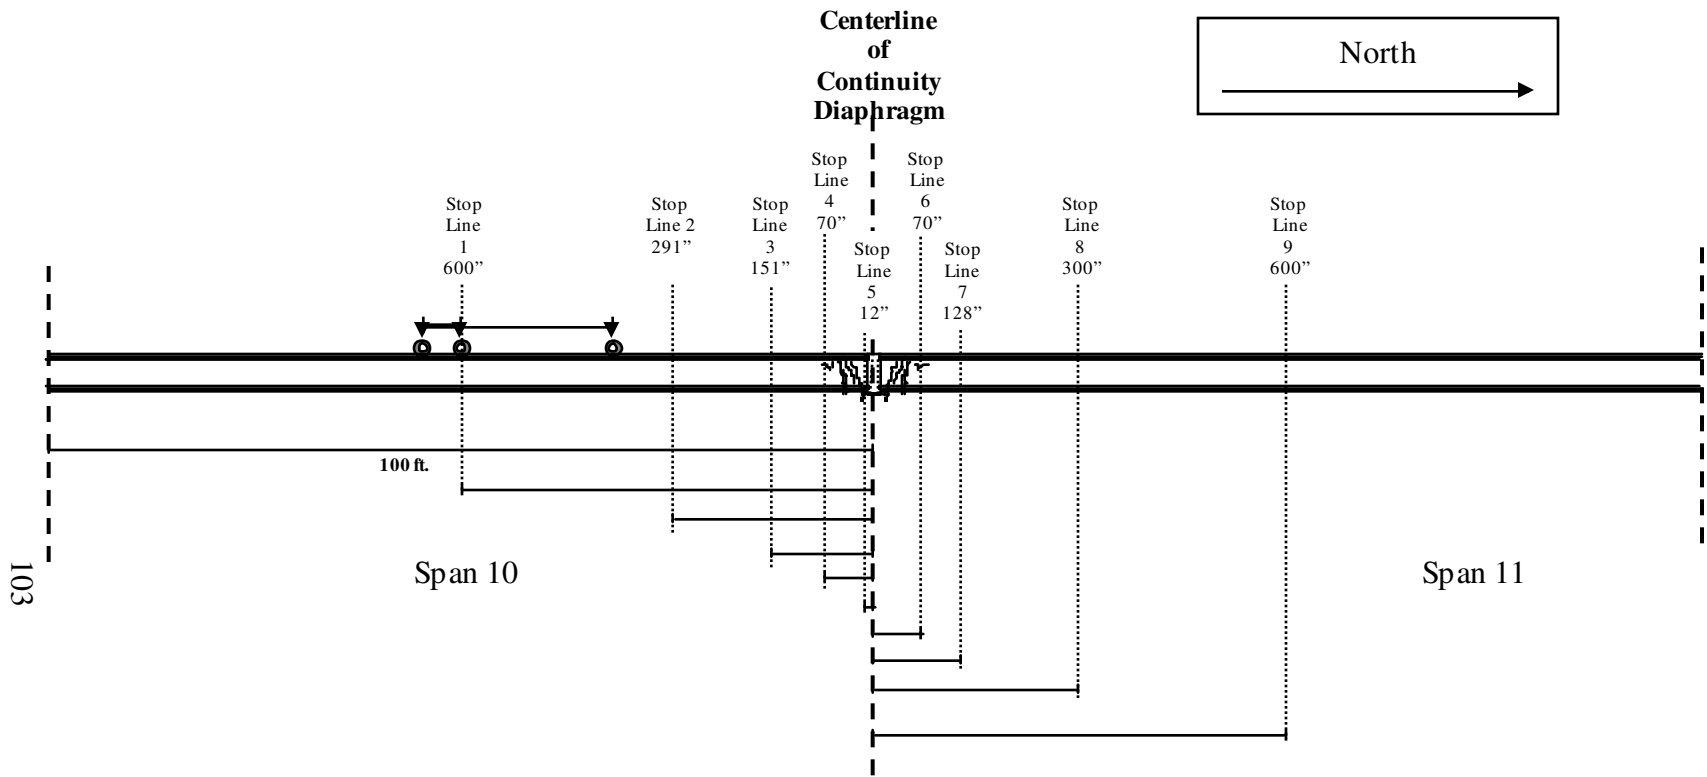 Centerline
of
Continuity
Diaphragm
North
Stop
Line
1
600”
Stop
Line 2
291”
Stop
Line
3
151”
Stop
Line
4
70”
Stop
Line
5
12”
Stop
Line
6
70”
Stop
Line
7
128”
Stop
Line
8
300”
Stop
Line
9
600”
100 ft.
Span 10
Span 11
103